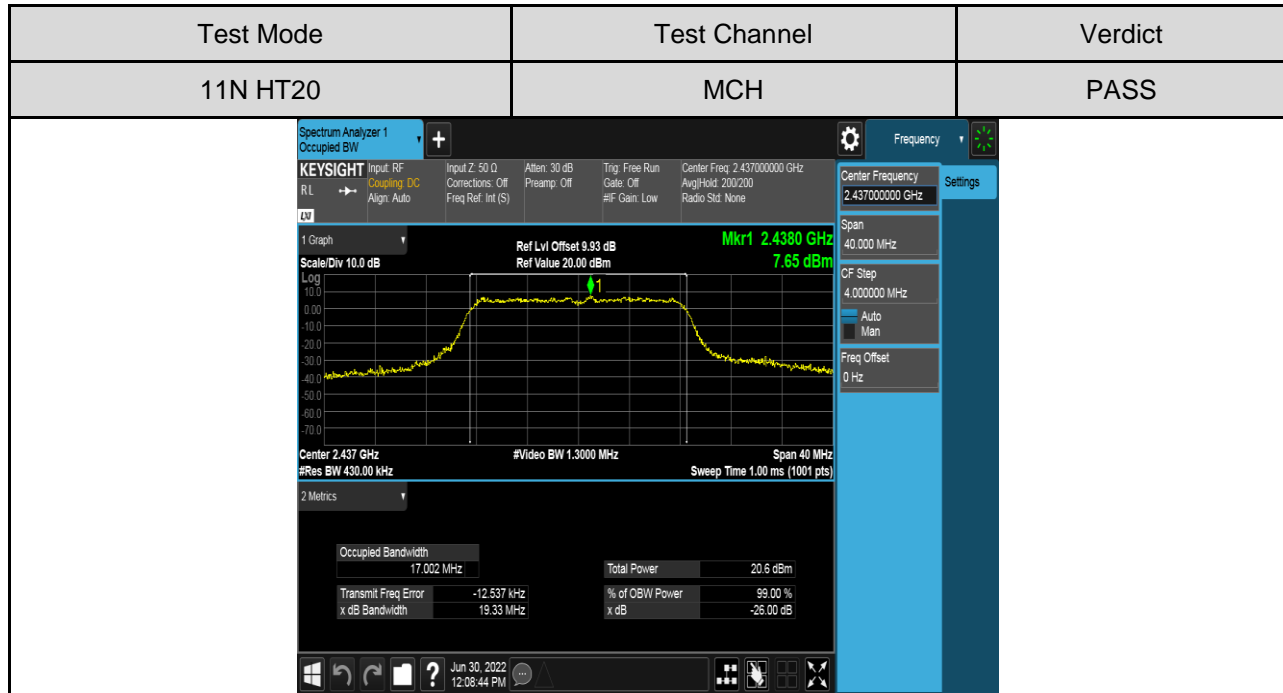 Test Mode Test Channel Verdict
11N HT20 MCH PASS
Spectrum Analyzer 1
Occupied BW
+
Frequency
KEYSIGHT Input: RF Input Z: 50 Ω Atten: 30 dB Trig: Free Run Center Freq: 2.437000000 GHz
RL Coupling: DC Corrections: Off Preamp: Off Gate: Off Avg|Hold: 200/200
Align: Auto Freq Ref: Int (S) #IF Gain: Low Radio Std: None
LXI
Center Frequency
2.437000000 GHz
Settings
Span
40.000 MHz
CF Step
4.000000 MHz
Auto
Man
Freq Offset
0 Hz
1 Graph Ref Lvl Offset 9.93 dB Mkr1 2.4380 GHz
Scale/Div 10.0 dB Ref Value 20.00 dBm 7.65 dBm
Log
1
10.0
0.00
-10.0
-20.0
-30.0
-40.0
-50.0
-60.0
-70.0
Center 2.437 GHz #Video BW 1.3000 MHz Span 40 MHz
#Res BW 430.00 kHz Sweep Time 1.00 ms (1001 pts)
2 Metrics
Occupied Bandwidth
17.002 MHz Total Power 20.6 dBm
Transmit Freq Error -12.537 kHz % of OBW Power 99.00 %
x dB Bandwidth 19.33 MHz x dB -26.00 dB
? Jun 30, 2022
12:08:44 PM